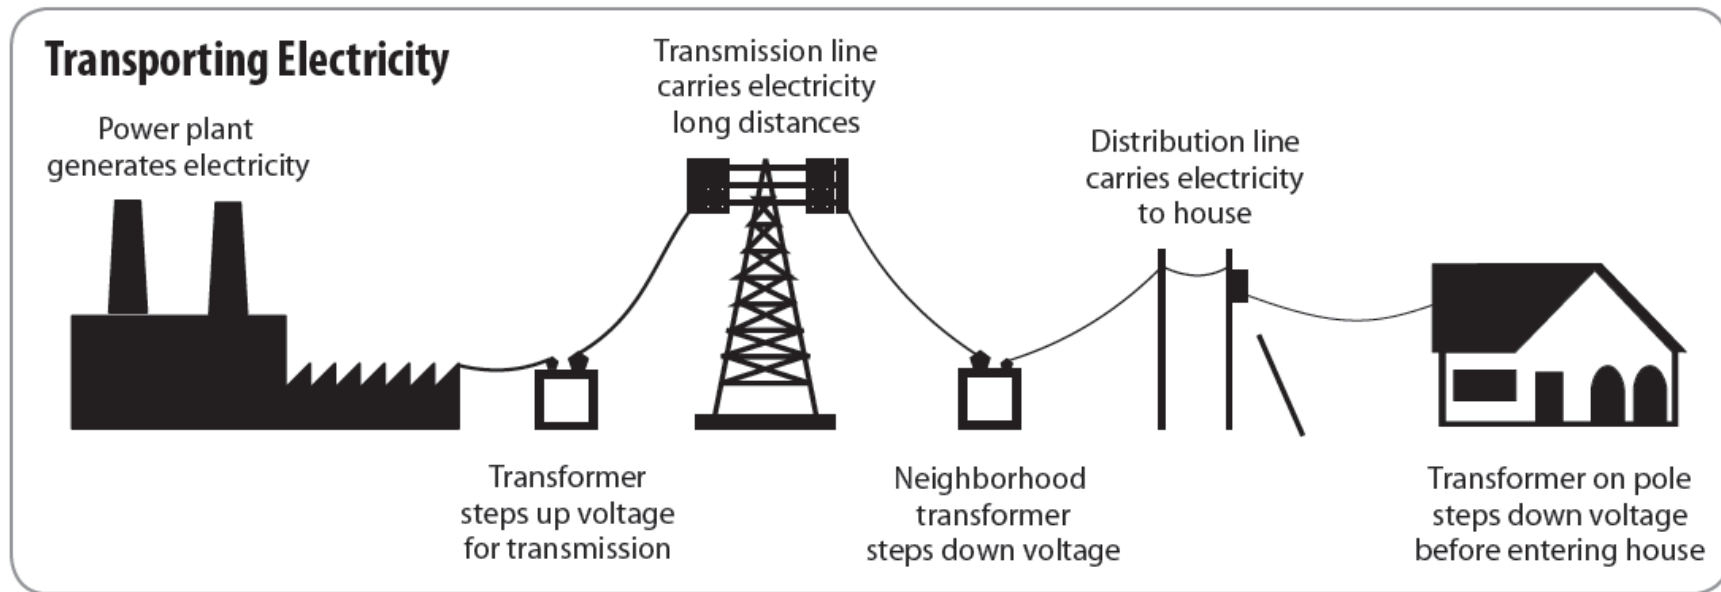 Transporting Electricity
Power plant
generates electricity
Transformer
steps up voltage
for transmission
Transmission line
carries electricity
long distances
Neighborhood
transformer
steps down voltage
Distribution line
carries electricity
to house
Transformer on pole
steps down voltage
before entering house